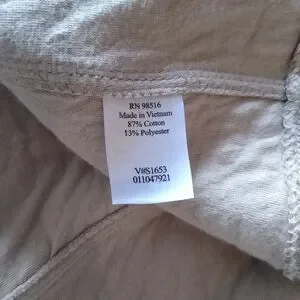 RN 98516
Made in Vietnam
87% Cotton
13% Polyester
V#S1653
011047921